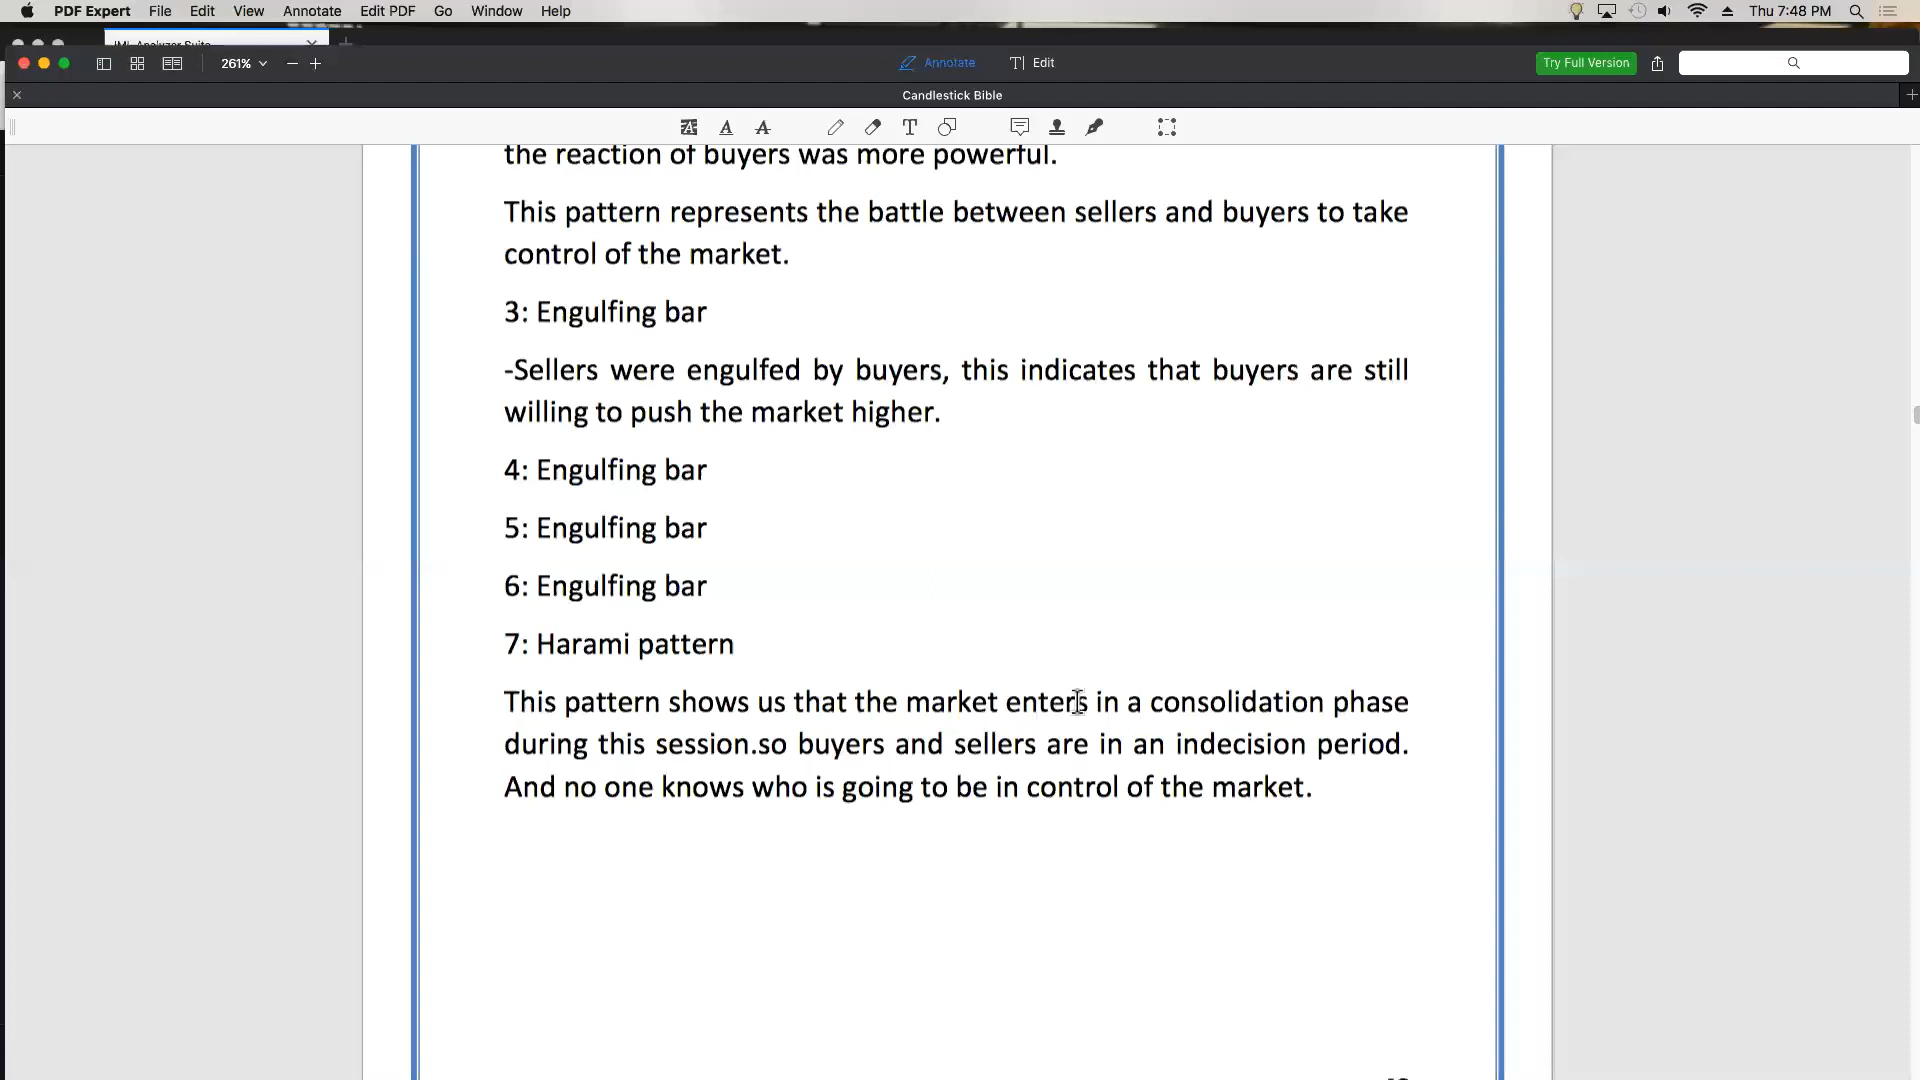 PDF Expert File Edit View Annotate Edit PDF Go Window Help Thu 7:48 PM
IML Analyzer Suite
261% Annotate T Edit Try Full Version
Candlestick Bible
the reaction of buyers was more powerful.
This pattern represents the battle between sellers and buyers to take
control of the market.
3: Engulfing bar
-Sellers were engulfed by buyers, this indicates that buyers are still
willing to push the market higher.
4: Engulfing bar
5: Engulfing bar
6: Engulfing bar
7: Harami pattern
This pattern shows us that the market enters in a consolidation phase
during this session.so buyers and sellers are in an indecision period.
And no one knows who is going to be in control of the market.